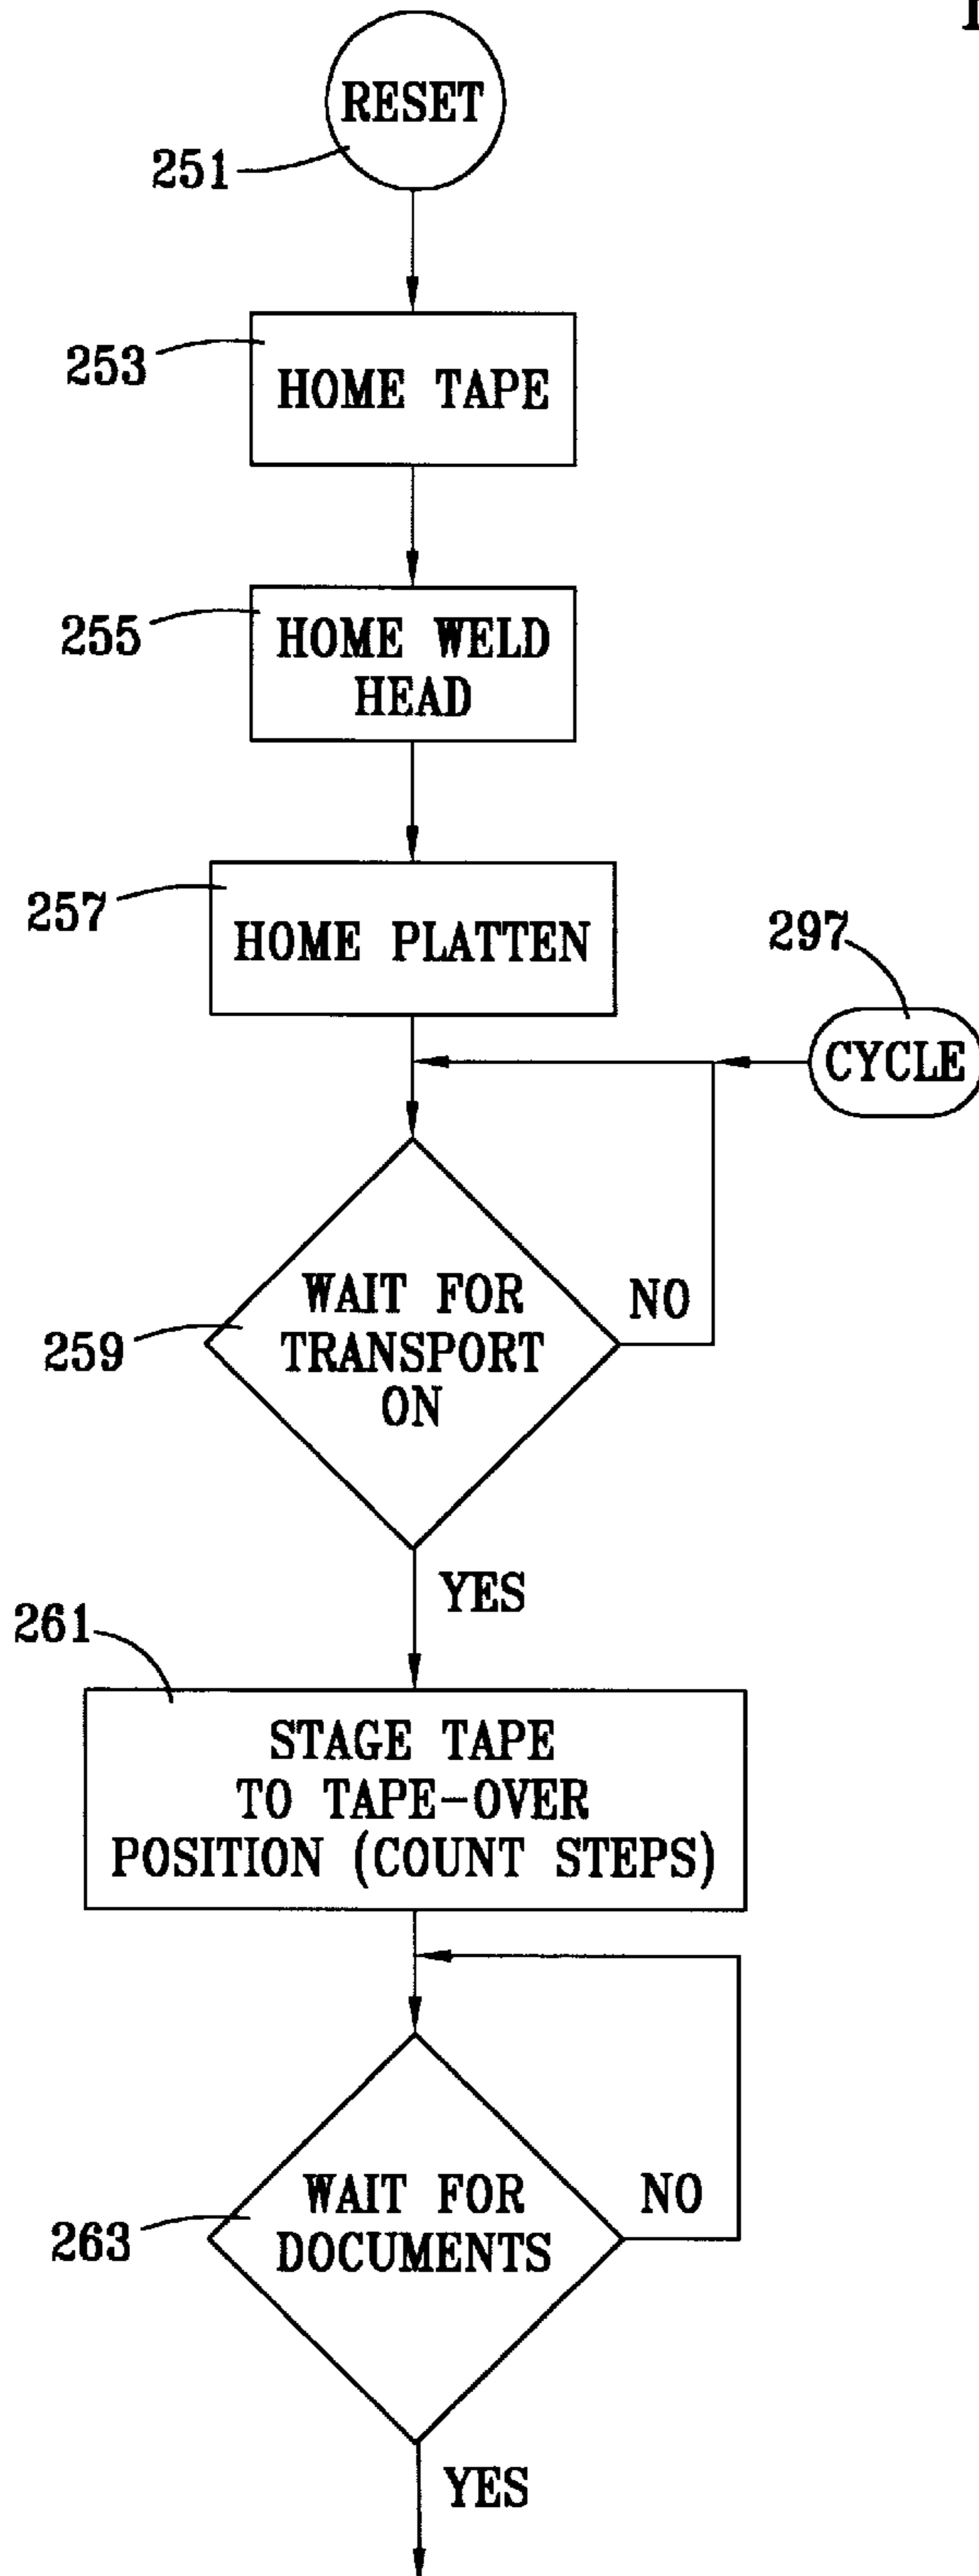 RESET
251
253
HOME TAPE
255
HOME WELD
HEAD
257
HOME PLATTEN
297
CYCLE
259
WAIT FOR
TRANSPORT
ON
NO
YES
261
STAGE TAPE
TO TAPE-OVER
POSITION (COUNT STEPS)
263
WAIT FOR
DOCUMENTS
NO
YES